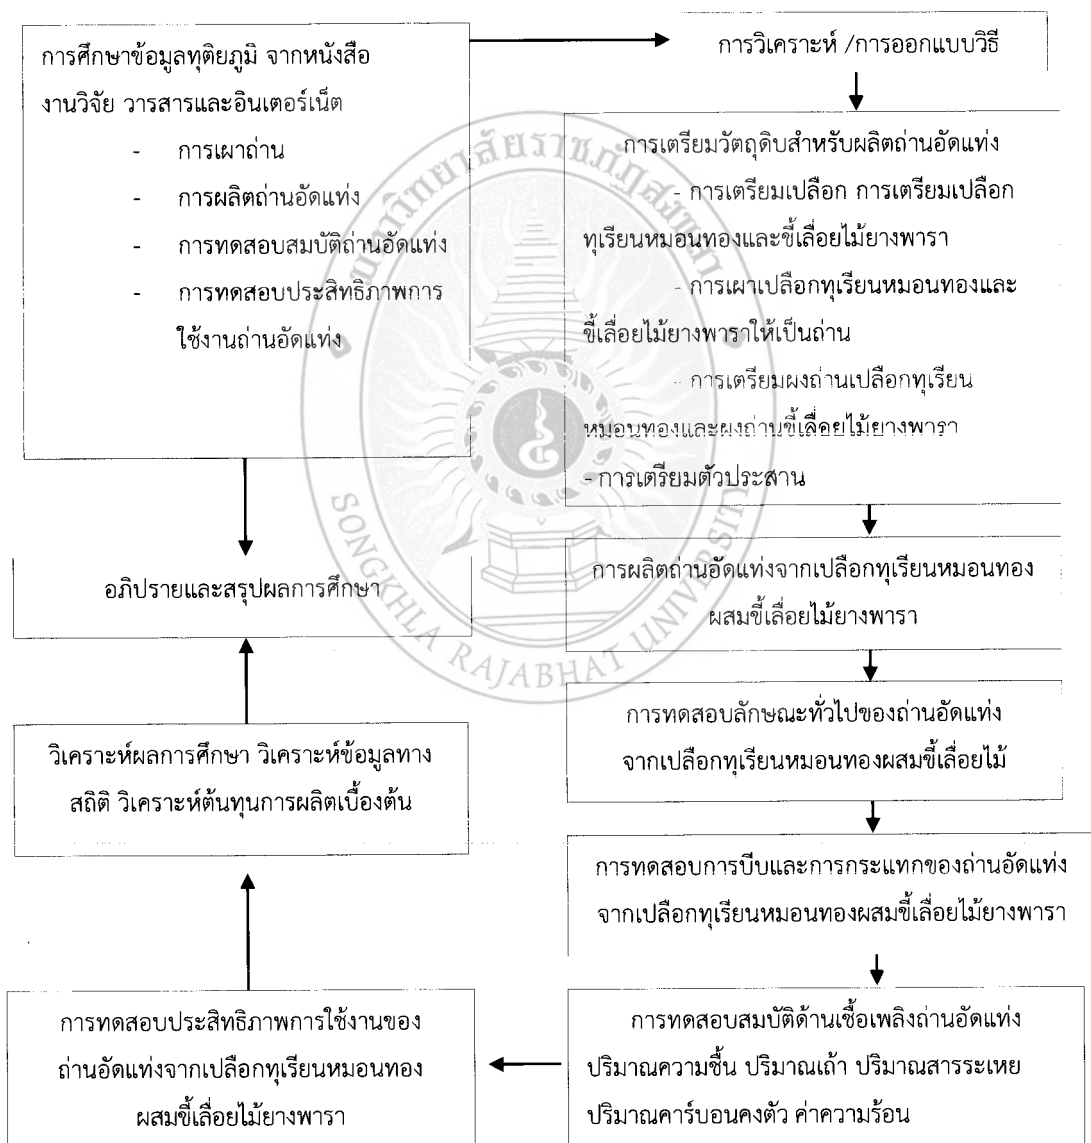 การศึกษาข้อมูลทุติยภูมิ จากหนังสือ
งานวิจัย วารสารและอินเตอร์เน็ต
- การเผาถ่าน
- การผลิตถ่านอัดแท่ง
- การทดสอบสมบัติถ่านอัดแท่ง
- การทดสอบประสิทธิภาพการ
ใช้งานถ่านอัดแท่ง
การวิเคราะห์ /การออกแบบวิธี
การเตรียมวัตถุดิบสำหรับผลิตถ่านอัดแท่ง
- การเตรียมเปลือก การเตรียมเปลือก
ทุเรียนหมอนทองและขี้เลื่อยไม้ยางพารา
- การเผาเปลือกทุเรียนหมอนทองและ
ขี้เลื่อยไม้ยางพาราให้เป็นถ่าน
- การเตรียมผงถ่านเปลือกทุเรียน
หมอนทองและผงถ่านขี้เลื่อยไม้ยางพารา
- การเตรียมตัวประสาน
การผลิตถ่านอัดแท่งจากเปลือกทุเรียนหมอนทอง
ผสมขี้เลื่อยไม้ยางพารา
การทดสอบลักษณะทั่วไปของถ่านอัดแท่ง
จากเปลือกทุเรียนหมอนทองผสมขี้เลื่อยไม้
การทดสอบการบีบและการกระแทกของถ่านอัดแท่ง
จากเปลือกทุเรียนหมอนทองผสมขี้เลื่อยไม้ยางพารา
การทดสอบสมบัติด้านเชื้อเพลิงถ่านอัดแท่ง
ปริมาณความชื้น ปริมาณเถ้า ปริมาณสารระเหย
ปริมาณคาร์บอนคงตัว ค่าความร้อน
การทดสอบประสิทธิภาพการใช้งานของ
ถ่านอัดแท่งจากเปลือกทุเรียนหมอนทอง
ผสมขี้เลื่อยไม้ยางพารา
วิเคราะห์ผลการศึกษา วิเคราะห์ข้อมูลทาง
สถิติ วิเคราะห์ต้นทุนการผลิตเบื้องต้น
อภิปรายและสรุปผลการศึกษา
มหาวิทยาลัยราชภัฏสงขลา
SONGKHLA RAJABHAT UNIVERSITY